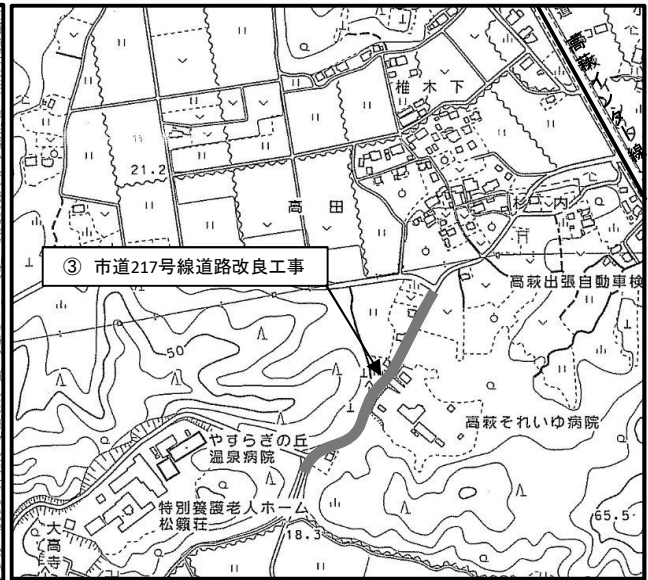 高萩インター線
椎木下
21.2
高田
杉内
③ 市道217号線道路改良工事
高萩出張自動車検
50
高萩それいゆ病院
やすらぎの丘
温泉病院
特別養護老人ホーム
松籟荘
18.3
65.5
大高寺